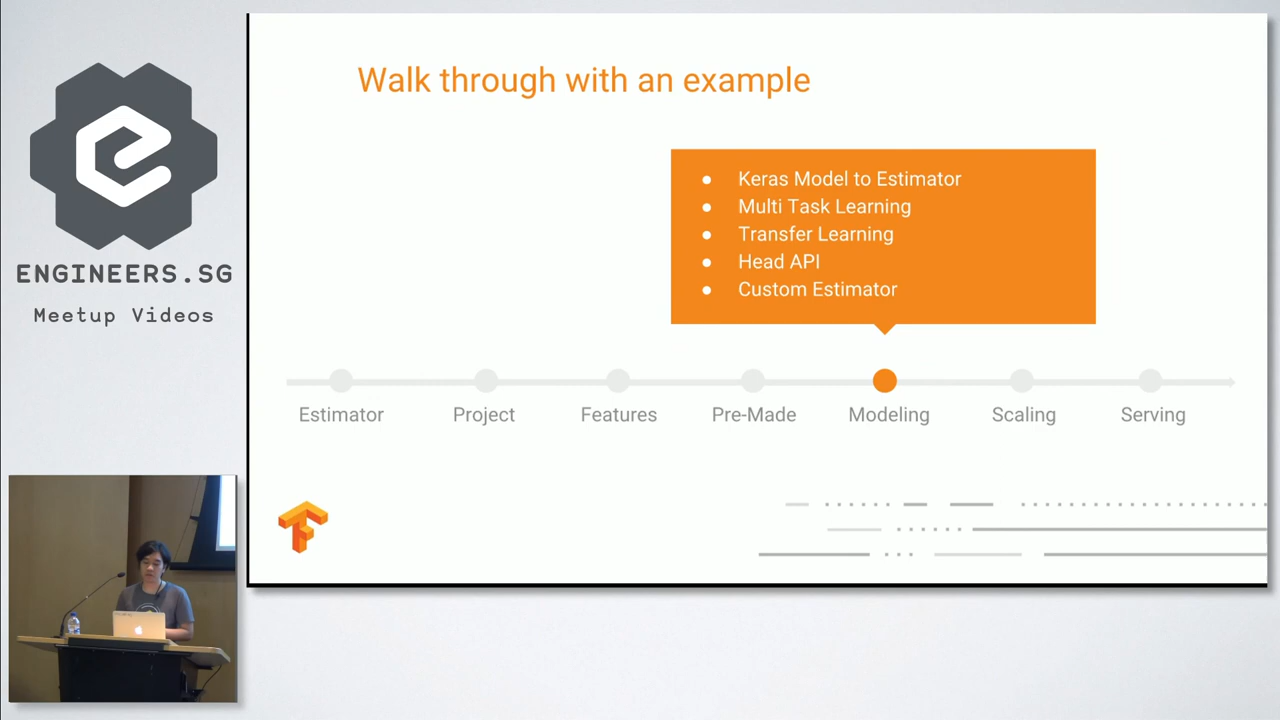 Walk through with an example
● Keras Model to Estimator
● Multi Task Learning
● Transfer Learning
● Head API
● Custom Estimator
Estimator Project Features Pre-Made Modeling Scaling Serving
ENGINEERS.SG
Meetup Videos